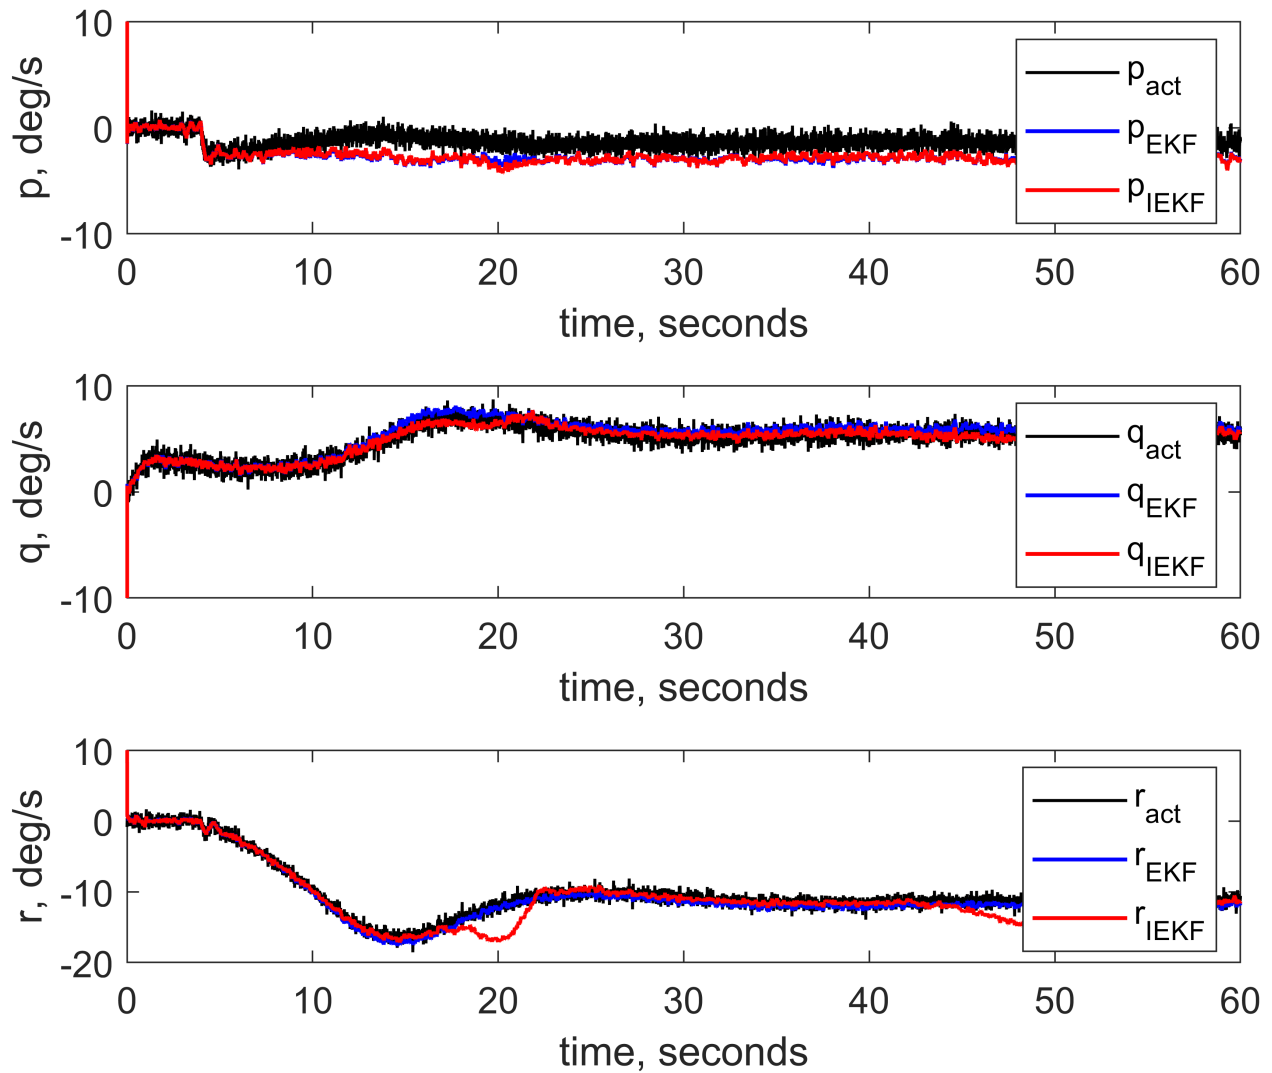 10
0
-10
p, deg/s
p_act
p_EKF
p_IEKF
0 10 20 30 40 50 60
time, seconds
10
0
-10
q, deg/s
q_act
q_EKF
q_IEKF
0 10 20 30 40 50 60
time, seconds
10
0
-10
-20
r, deg/s
r_act
r_EKF
r_IEKF
0 10 20 30 40 50 60
time, seconds